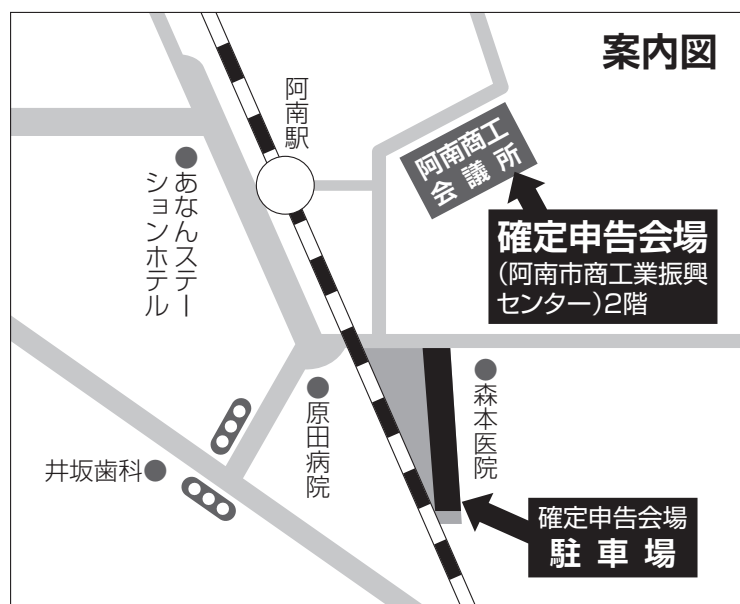 案内図
阿南駅
阿南商工
会議所
確定申告会場
(阿南市商工業振興
センター)2階
あなんステー
ションホテル
原田病院
森本医院
井坂歯科
確定申告会場
駐車場